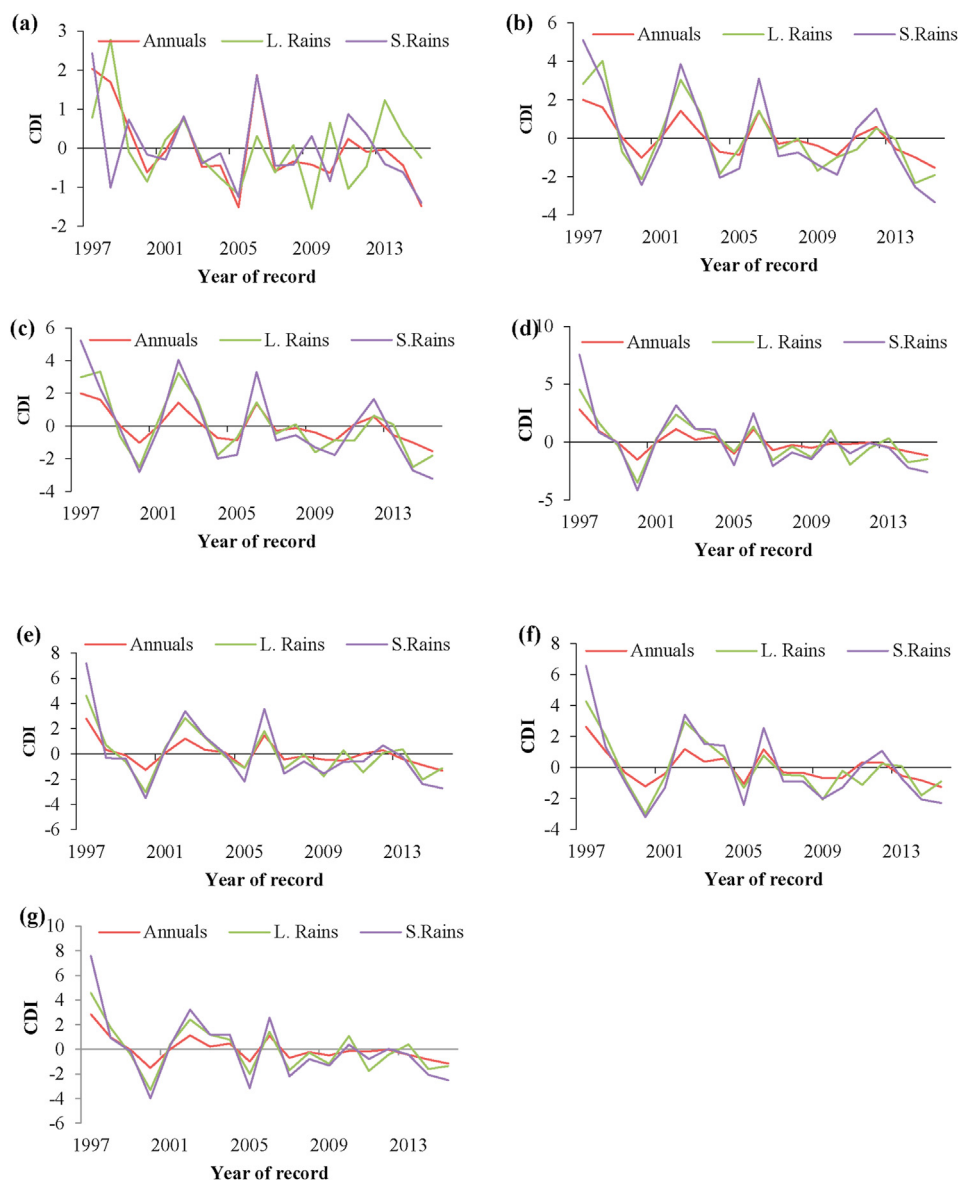 (a)
Annuals L. Rains S.Rains
3
2
1
0
-1
-2
CDI
1997 2001 2005 2009 2013
Year of record
(b)
Annuals L. Rains S.Rains
6
4
2
0
-2
-4
CDI
1997 2001 2005 2009 2013
Year of record
(c)
Annuals L. Rains S.Rains
6
4
2
0
-2
-4
CDI
1997 2001 2005 2009 2013
Year of record
(d)
Annuals L. Rains S.Rains
10
5
0
-5
CDI
1997 2001 2005 2009 2013
Year of record
(e)
Annuals L. Rains S.Rains
8
6
4
2
0
-2
-4
-6
CDI
1997 2001 2005 2009 2013
Year of record
(f)
Annuals L. Rains S.Rains
8
6
4
2
0
-2
-4
CDI
1997 2001 2005 2009 2013
Year of record
(g)
Annuals L. Rains S.Rains
10
8
6
4
2
0
-2
-4
-6
CDI
1997 2001 2005 2009 2013
Year of record